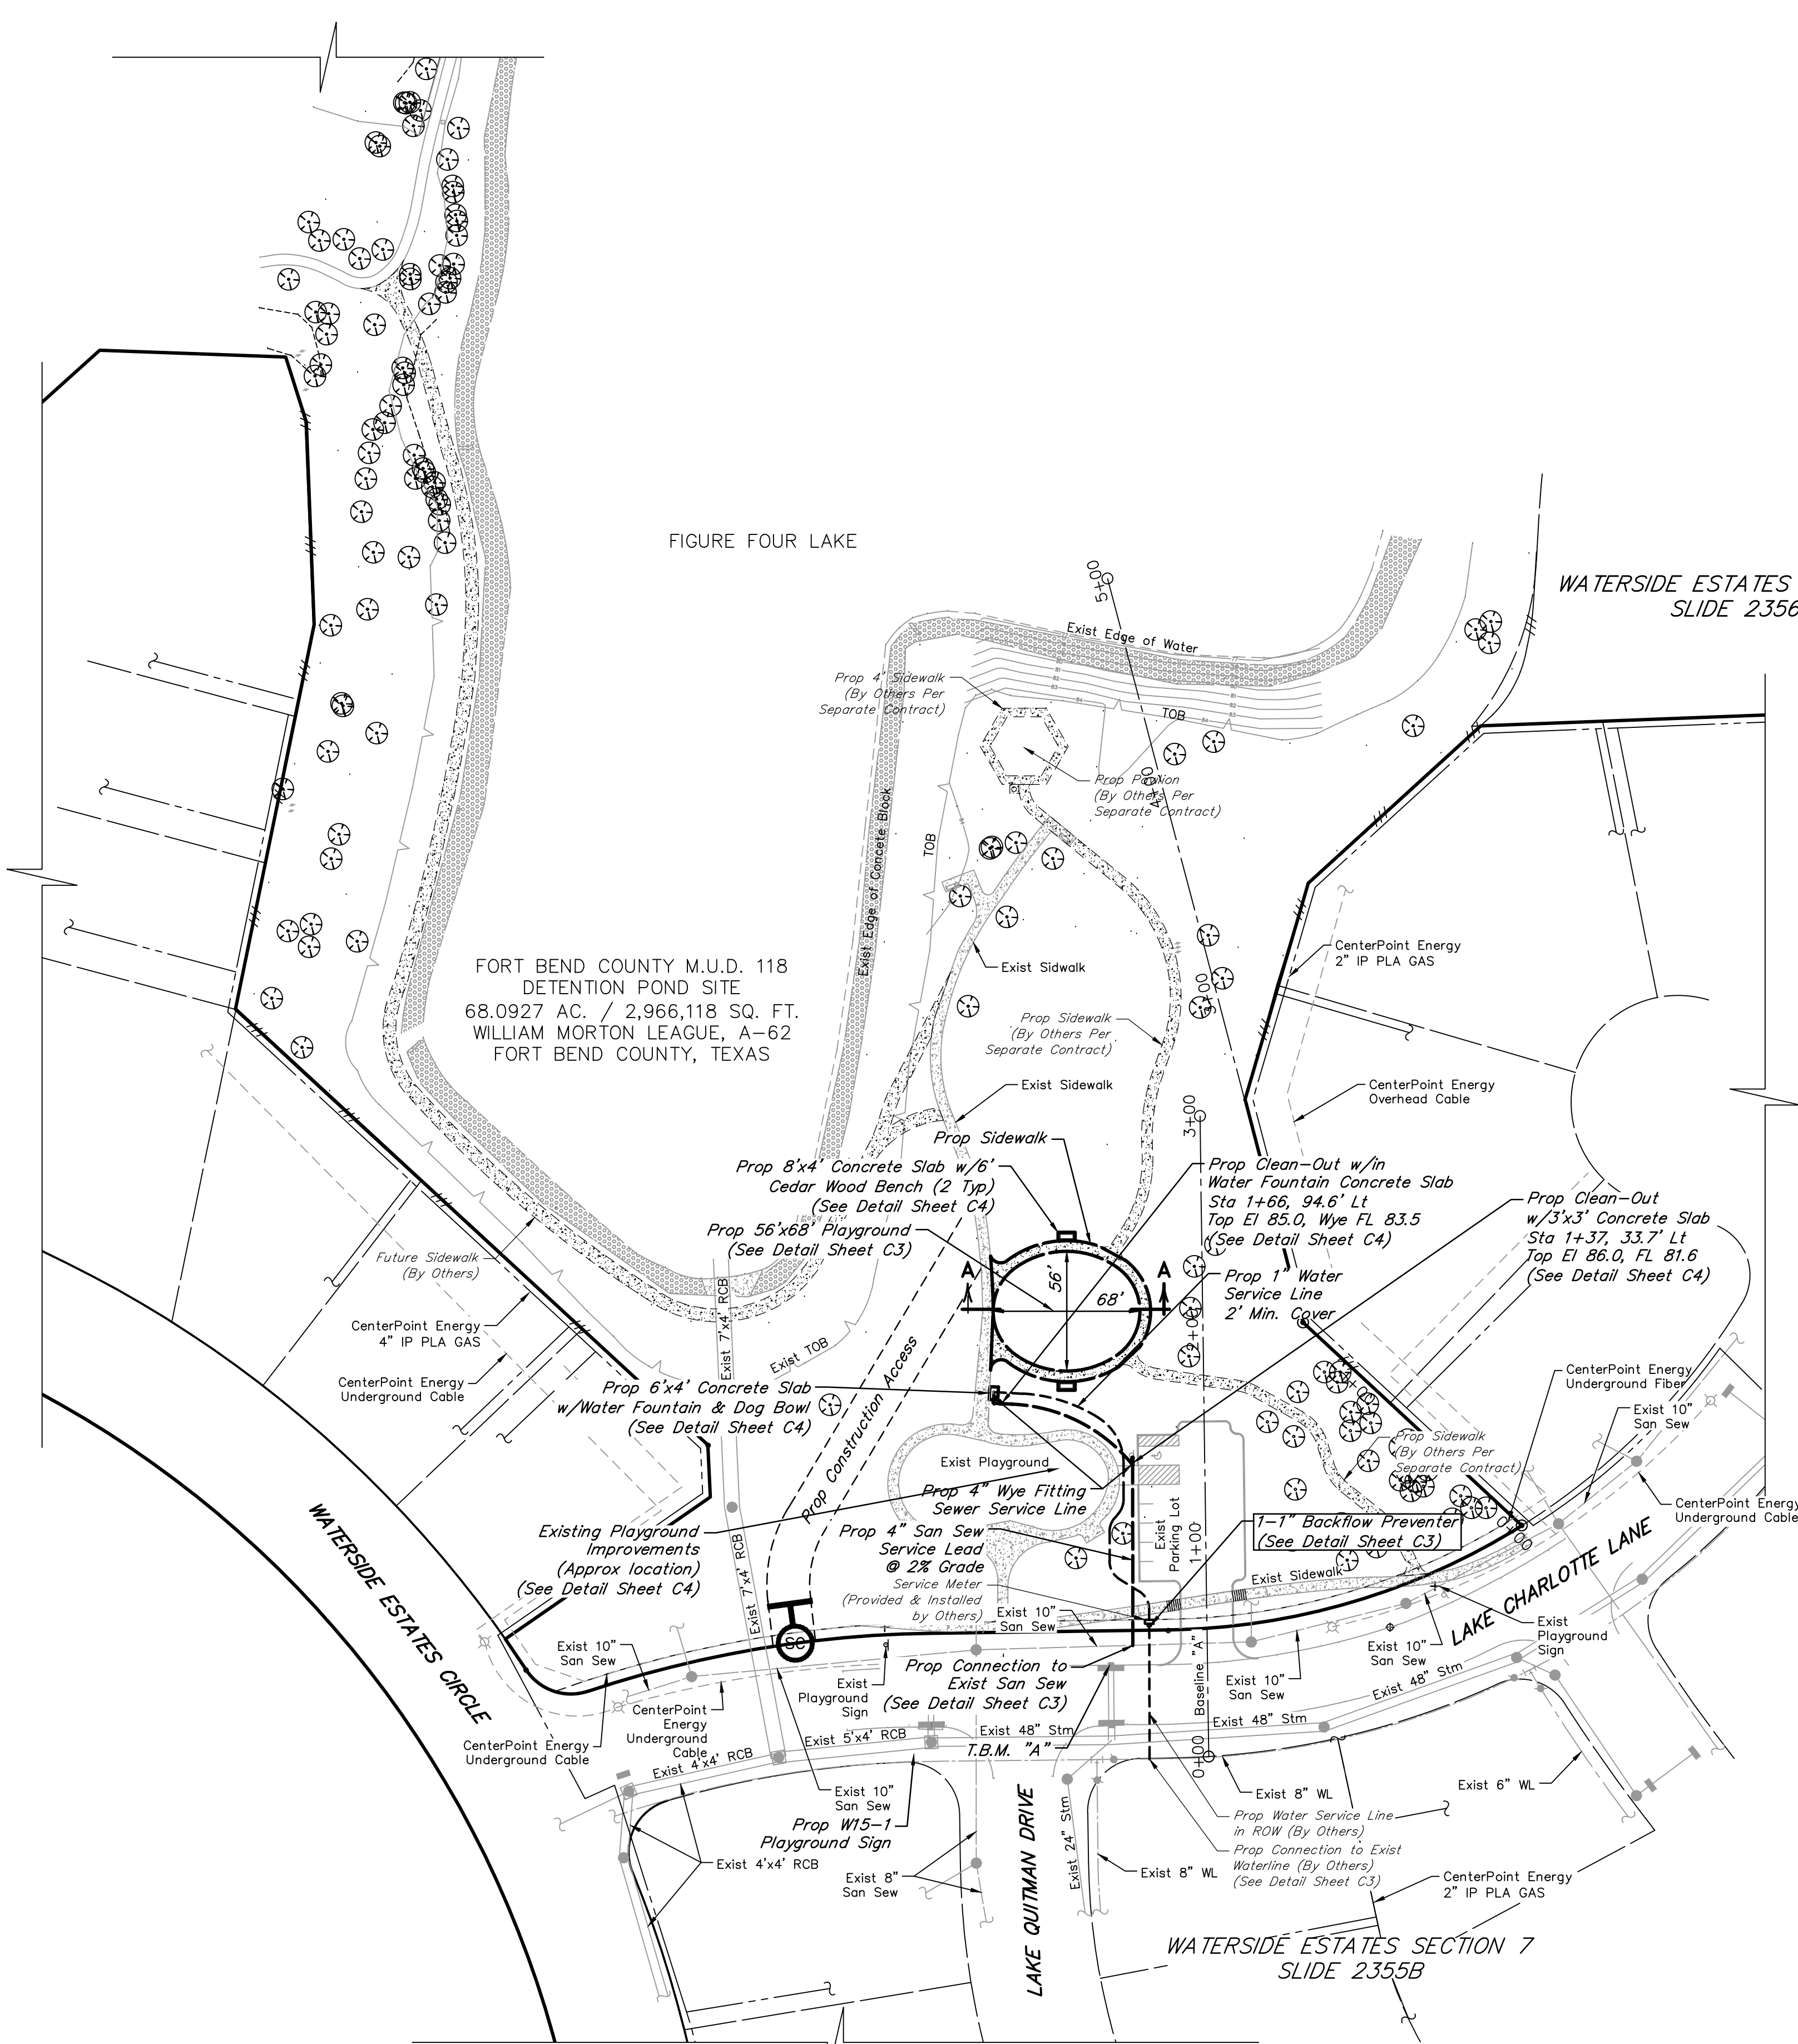 FIGURE FOUR LAKE
5+00
WATERSIDE ESTATES
SLIDE 2356
Exist Edge of Water
Prop 4' Sidewalk
(By Others Per
Separate Contract)
TOB
Prop Pavilion
(By Others Per
Separate Contract)
4+00
TOB
Exist Edge of Concrete Block
CenterPoint Energy
2" IP PLA GAS
Exist Sidwalk
FORT BEND COUNTY M.U.D. 118
DETENTION POND SITE
68.0927 AC. / 2,966,118 SQ. FT.
WILLIAM MORTON LEAGUE, A-62
FORT BEND COUNTY, TEXAS
3+00
Prop Sidewalk
(By Others Per
Separate Contract)
Exist Sidewalk
CenterPoint Energy
Overhead Cable
3+00
Prop Sidewalk
Prop 8'x4' Concrete Slab w/6'
Cedar Wood Bench (2 Typ)
(See Detail Sheet C4)
Prop 56'x68' Playground
(See Detail Sheet C3)
Prop Clean-Out w/in
Water Fountain Concrete Slab
Sta 1+66, 94.6' Lt
Top El 85.0, Wye FL 83.5
(See Detail Sheet C4)
Prop Clean-Out
w/3'x3' Concrete Slab
Sta 1+37, 33.7' Lt
Top El 86.0, FL 81.6
(See Detail Sheet C4)
Future Sidewalk
(By Others)
A
A
56'
68'
Prop 1" Water
Service Line
2' Min. Cover
2+00
CenterPoint Energy
4" IP PLA GAS
Exist 7'x4' RCB
Exist TOB
CenterPoint Energy
Underground Cable
Prop Construction Access
Prop 6'x4' Concrete Slab
w/Water Fountain & Dog Bowl
(See Detail Sheet C4)
CenterPoint Energy
Underground Fiber
1+00
Exist 10"
San Sew
Prop Sidewalk
(By Others Per
Separate Contract)
Exist Playground
Prop 4" Wye Fitting
Sewer Service Line
CenterPoint Energy
Underground Cable
Existing Playground
Improvements
(Approx location)
(See Detail Sheet C4)
Prop 4" San Sew
Service Lead
@ 2% Grade
Service Meter
(Provided & Installed
by Others)
Exist
Parking Lot
1+00
1-1" Backflow Preventer
(See Detail Sheet C3)
0+00
Exist Sidewalk
Exist 7'x4' RCB
WATERSIDE ESTATES CIRCLE
LAKE CHARLOTTE LANE
Exist 10"
San Sew
Exist 10"
San Sew
SC
Exist
Playground
Sign
Exist 10"
San Sew
Prop Connection to
Exist San Sew
(See Detail Sheet C3)
Baseline "A"
Exist 10"
San Sew
Exist 48" Stm
Exist
Playground
Sign
CenterPoint
Energy
Underground
Cable
CenterPoint Energy
Underground Cable
Exist 5'x4' RCB
Exist 48" Stm
Exist 48" Stm
T.B.M. "A"
0+00
Exist 4'x4' RCB
Exist 10"
San Sew
Prop W15-1
Playground Sign
Exist 8" WL
Exist 6" WL
Prop Water Service Line
in ROW (By Others)
Prop Connection to Exist
Waterline (By Others)
(See Detail Sheet C3)
Exist 4'x4' RCB
Exist 8"
San Sew
LAKE QUITMAN DRIVE
Exist 24" Stm
Exist 8" WL
CenterPoint Energy
2" IP PLA GAS
WATERSIDE ESTATES SECTION 7
SLIDE 2355B